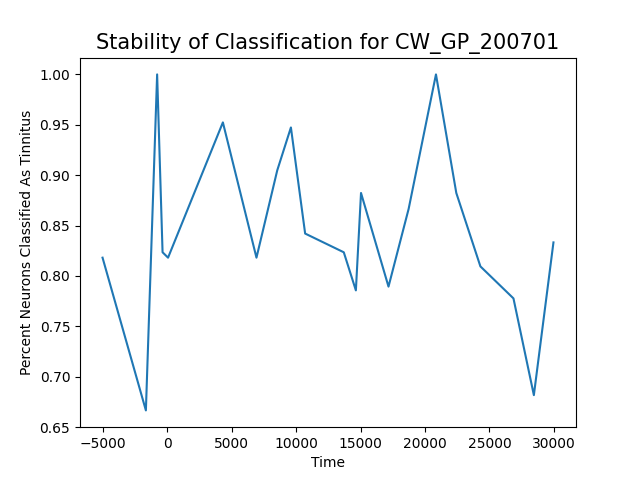 Stability of Classification for CW_GP_200701
Percent Neurons Classified As Tinnitus
1.00
0.95
0.90
0.85
0.80
0.75
0.70
0.65
−5000 0 5000 10000 15000 20000 25000 30000
Time